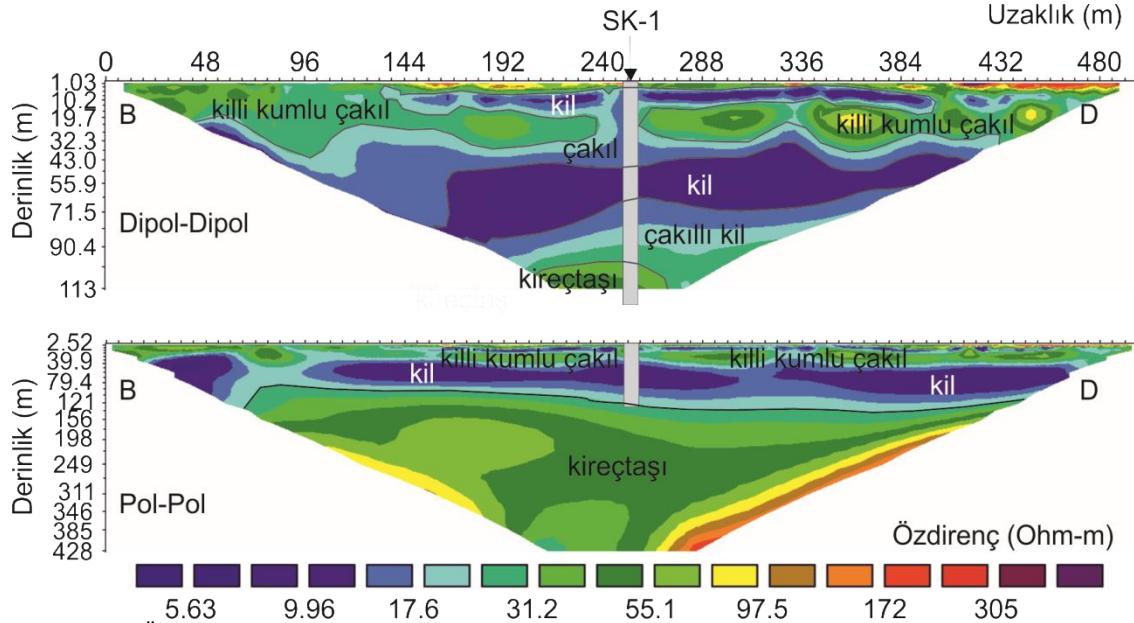 SK-1
Uzaklık (m)
0 48 96 144 192 240 288 336 384 432 480
Derinlik (m)
1.03
10.2
19.7
32.3
43.0
55.9
71.5
90.4
113
B
killi kumlu çakıl
kil
çakıl
killi kumlu çakıl
D
kil
Dipol-Dipol
çakıllı kil
kireçtaşı
Derinlik (m)
2.52
39.9
79.4
121
156
198
249
311
346
385
428
killi kumlu çakıl
killi kumlu çakıl
B
kil
kil
D
kireçtaşı
Pol-Pol
Özdirenç (Ohm-m)
5.63 9.96 17.6 31.2 55.1 97.5 172 305